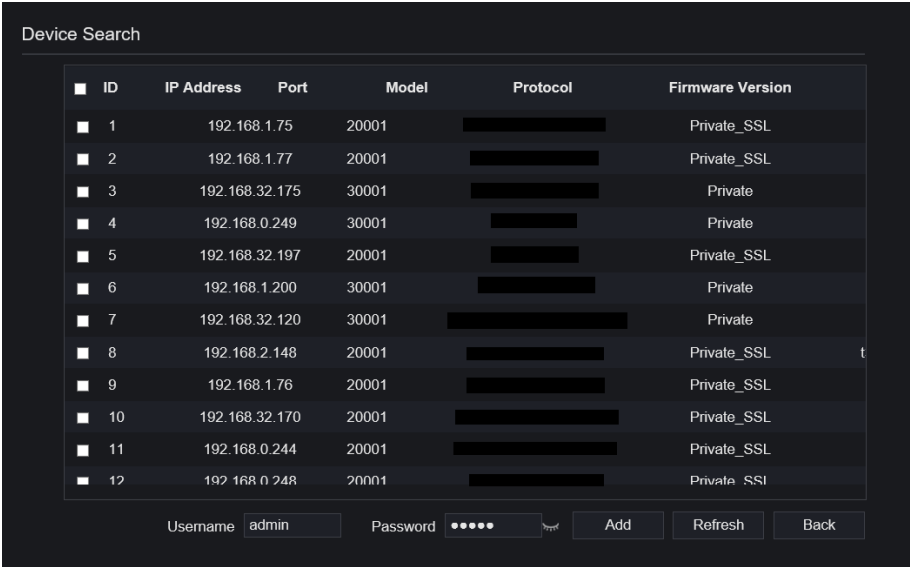 Device Search
ID IP Address Port Model Protocol Firmware Version
1 192.168.1.75 20001 Private_SSL
2 192.168.1.77 20001 Private_SSL
3 192.168.32.175 30001 Private
4 192.168.0.249 30001 Private
5 192.168.32.197 20001 Private_SSL
6 192.168.1.200 30001 Private
7 192.168.32.120 30001 Private
8 192.168.2.148 20001 Private_SSL t
9 192.168.1.76 20001 Private_SSL
10 192.168.32.170 20001 Private_SSL
11 192.168.0.244 20001 Private_SSL
12 192.168.0.248 20001 Private_SSL
Username admin Password ●●●●● Add Refresh Back